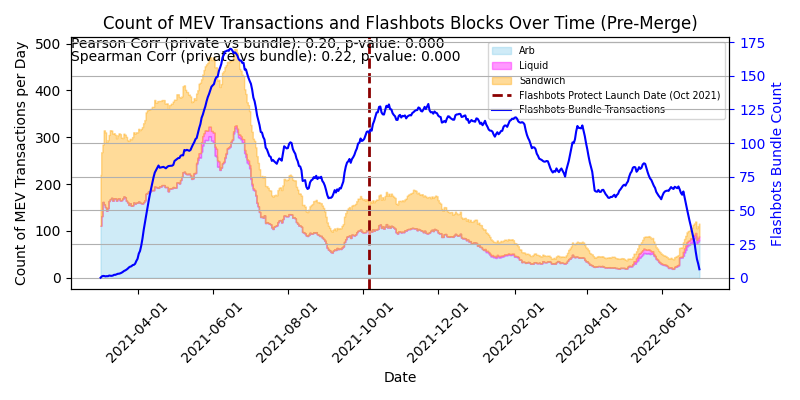 Count of MEV Transactions and Flashbots Blocks Over Time (Pre-Merge)
Pearson Corr (private vs bundle): 0.20, p-value: 0.000
Spearman Corr (private vs bundle): 0.22, p-value: 0.000
Arb
Liquid
Sandwich
Flashbots Protect Launch Date (Oct 2021)
Flashbots Bundle Transactions
Count of MEV Transactions per Day
500
400
300
200
100
0
175
150
125
100
75
50
25
0
Flashbots Bundle Count
2021-04-01
2021-06-01
2021-08-01
2021-10-01
2021-12-01
2022-02-01
2022-04-01
2022-06-01
Date